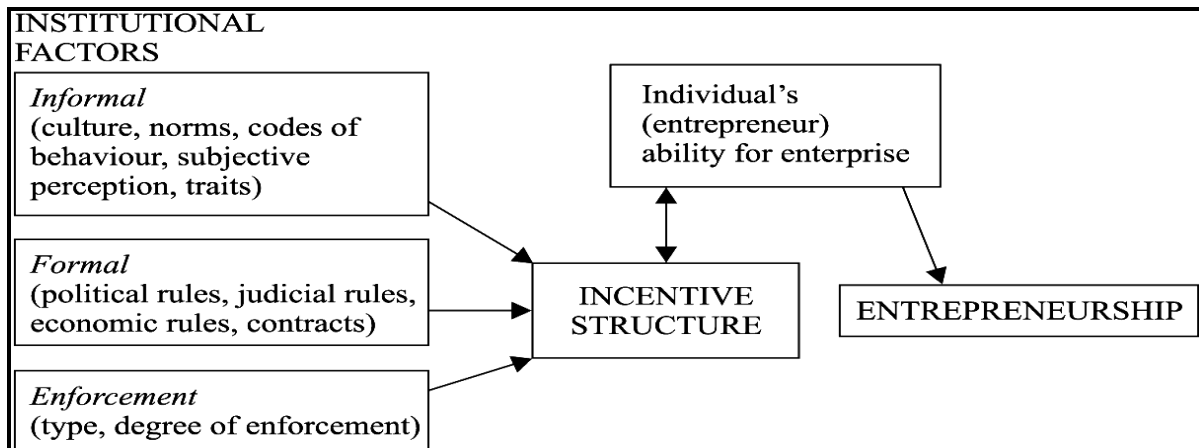 INSTITUTIONAL
FACTORS
Informal
(culture, norms, codes of
behaviour, subjective
perception, traits)
Formal
(political rules, judicial rules,
economic rules, contracts)
Enforcement
(type, degree of enforcement)
Individual’s
(entrepreneur)
ability for enterprise
INCENTIVE
STRUCTURE
ENTREPRENEURSHIP